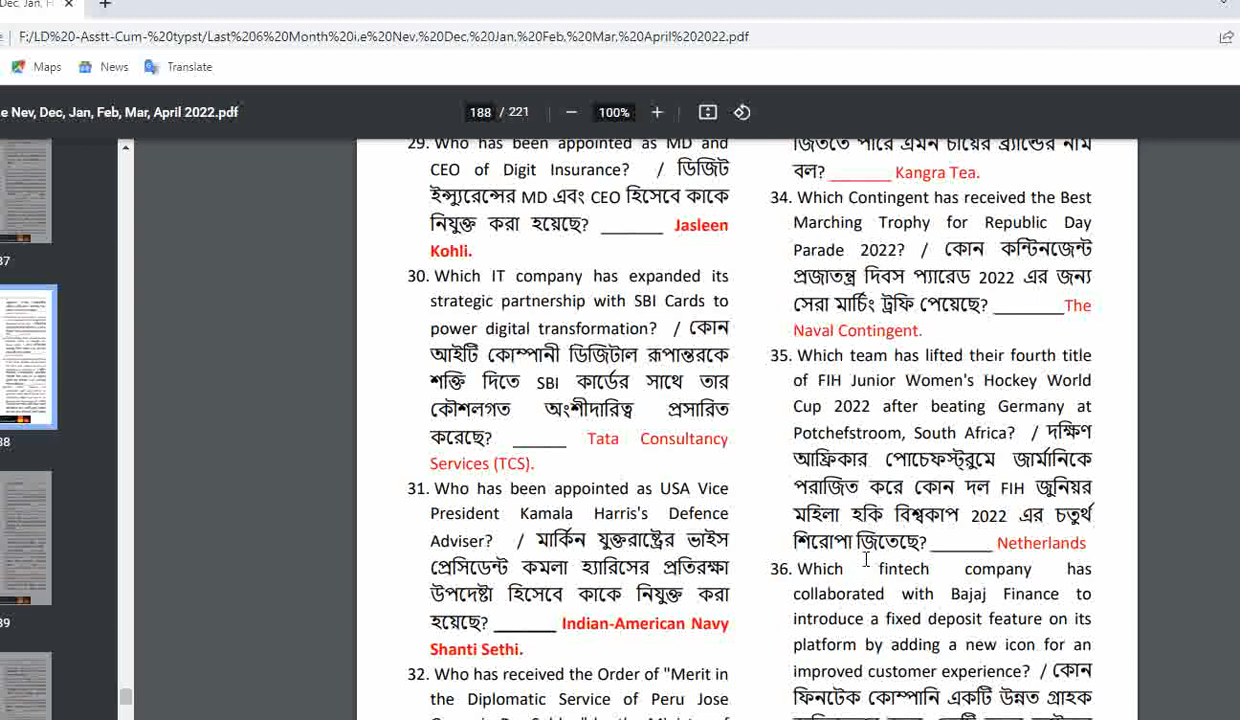 Dec, Jan, F
F:/LD%20-Asstt-Cum-%20typst/Last%206%20Month%20i.e%20Nev,%20Dec,%20Jan,%20Feb,%20Mar,%20April%202022.pdf
Maps News Translate
e Nev, Dec, Jan, Feb, Mar, April 2022.pdf
188 / 221
100%
37
38
39
29. Who has been appointed as MD and
CEO of Digit Insurance? / ডিজিট
ইন্স্যুরেন্সের MD এবং CEO হিসেবে কাকে
নিযুক্ত করা হয়েছে? _______ Jasleen
Kohli.
30. Which IT company has expanded its
strategic partnership with SBI Cards to
power digital transformation? / কোন
আইটি কোম্পানী ডিজিটাল রূপান্তরকে
শক্তি দিতে SBI কার্ডের সাথে তার
কৌশলগত অংশীদারিত্ব প্রসারিত
করেছে? ______ Tata Consultancy
Services (TCS).
31. Who has been appointed as USA Vice
President Kamala Harris's Defence
Adviser? / মার্কিন যুক্তরাষ্ট্রের ভাইস
প্রেসিডেন্ট কমলা হ্যারিসের প্রতিরক্ষা
উপদেষ্টা হিসেবে কাকে নিযুক্ত করা
হয়েছে? _______ Indian-American Navy
Shanti Sethi.
32. Who has received the Order of "Merit in
the Diplomatic Service of Peru Jose
জিততে পারে এমন চায়ের ব্র্যান্ডের নাম
বল? _______ Kangra Tea.
34. Which Contingent has received the Best
Marching Trophy for Republic Day
Parade 2022? / কোন কন্টিনজেন্ট
প্রজাতন্ত্র দিবস প্যারেড 2022 এর জন্য
সেরা মার্চিং ট্রফি পেয়েছে? ________The
Naval Contingent.
35. Which team has lifted their fourth title
of FIH Junior Women's Hockey World
Cup 2022 after beating Germany at
Potchefstroom, South Africa? / দক্ষিণ
আফ্রিকার পোচেফস্ট্রুমে জার্মানিকে
পরাজিত করে কোন দল FIH জুনিয়র
মহিলা হকি বিশ্বকাপ 2022 এর চতুর্থ
শিরোপা জিতেছে? _______ Netherlands
36. Which fintech company has
collaborated with Bajaj Finance to
introduce a fixed deposit feature on its
platform by adding a new icon for an
improved customer experience? / কোন
ফিনটেক কোম্পানি একটি উন্নত গ্রাহক